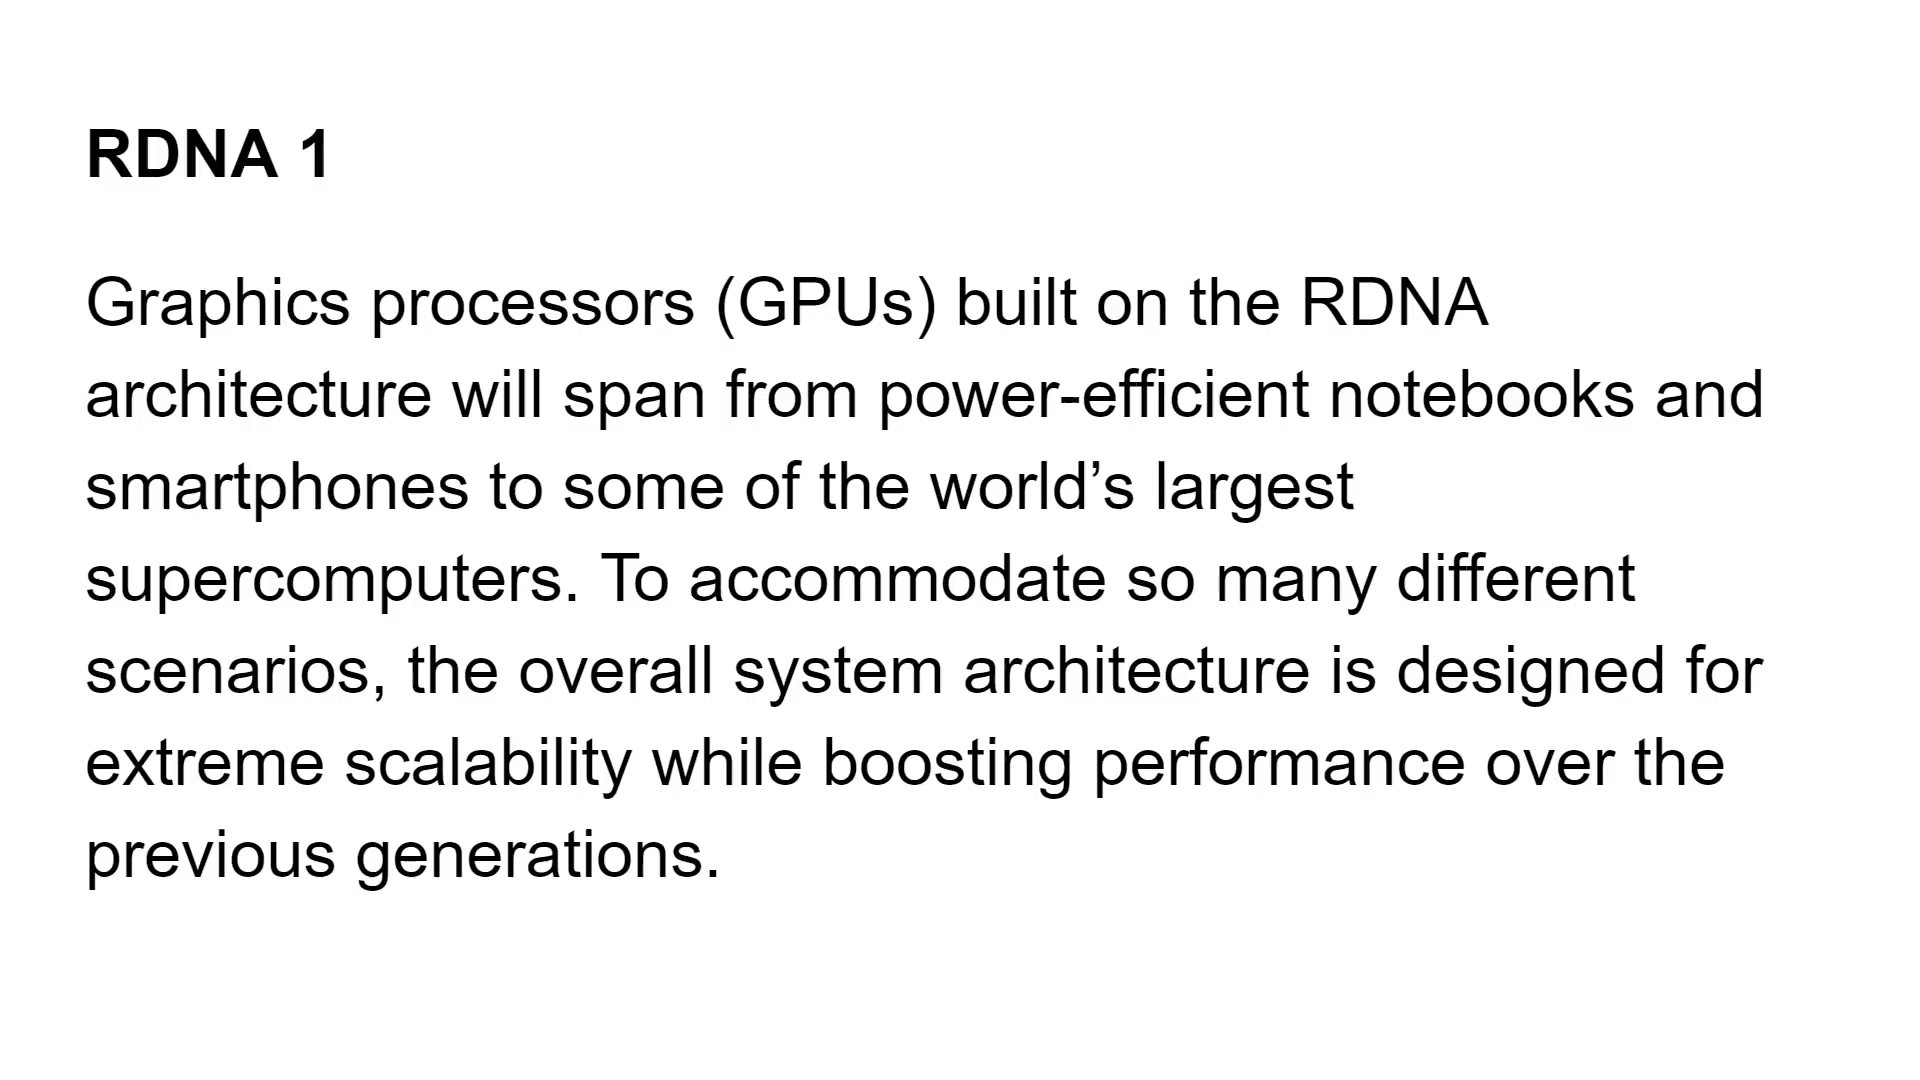 RDNA 1
Graphics processors (GPUs) built on the RDNA
architecture will span from power-efficient notebooks and
smartphones to some of the world’s largest
supercomputers. To accommodate so many different
scenarios, the overall system architecture is designed for
extreme scalability while boosting performance over the
previous generations.